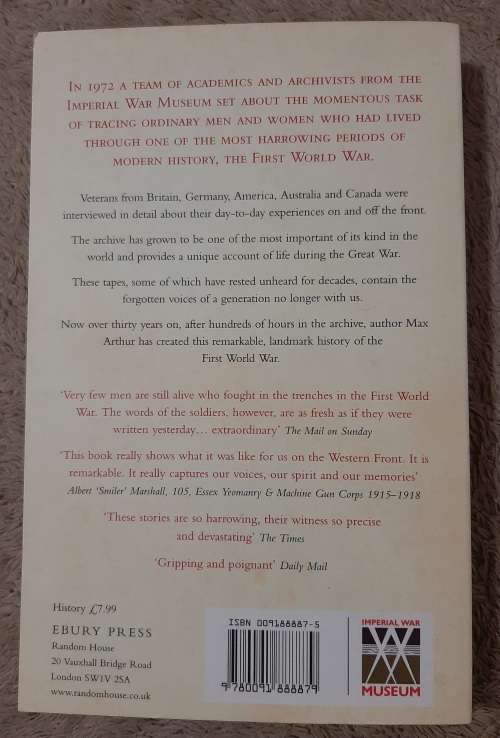 IN 1972 A TEAM OF ACADEMICS AND ARCHIVISTS FROM THE
IMPERIAL WAR MUSEUM SET ABOUT THE MOMENTOUS TASK
OF TRACING ORDINARY MEN AND WOMEN WHO HAD LIVED
THROUGH ONE OF THE MOST HARROWING PERIODS OF
MODERN HISTORY, THE FIRST WORLD WAR.
Veterans from Britain, Germany, America, Australia and Canada were
interviewed in detail about their day-to-day experiences on and off the front.
The archive has grown to be one of the most important of its kind in the
world and provides a unique account of life during the Great War.
These tapes, some of which have rested unheard for decades, contain the
forgotten voices of a generation no longer with us.
Now over thirty years on, after hundreds of hours in the archive, author Max
Arthur has created this remarkable, landmark history of the
First World War.
‘Very few men are still alive who fought in the trenches in the First World
War. The words of the soldiers, however, are as fresh as if they were
written yesterday… extraordinary’ The Mail on Sunday
‘This book really shows what it was like for us on the Western Front. It is
remarkable. It really captures our voices, our spirit and our memories’
Albert ‘Smiler’ Marshall, 105, Essex Yeomanry & Machine Gun Corps 1915–1918
‘These stories are so harrowing, their witness so precise
and devastating’ The Times
‘Gripping and poignant’ Daily Mail
History £7.99
EBURY PRESS
Random House
20 Vauxhall Bridge Road
London SW1V 2SA
www.randomhouse.co.uk
ISBN 009188887-5
9 780091 888879
IMPERIAL WAR
MUSEUM